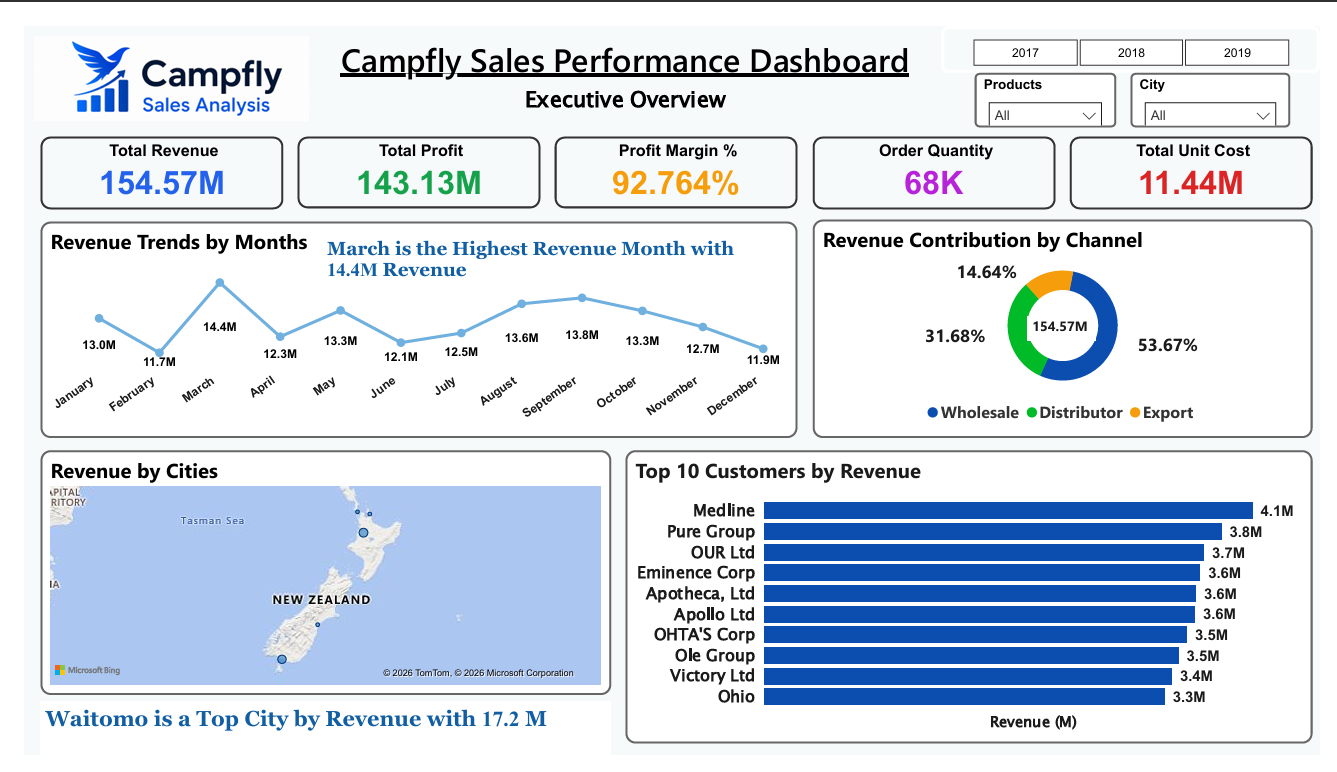 Campfly
Sales Analysis
Campfly Sales Performance Dashboard
Executive Overview
2017
2018
2019
Products
All
City
All
Total Revenue
154.57M
Total Profit
143.13M
Profit Margin %
92.764%
Order Quantity
68K
Total Unit Cost
11.44M
Revenue Trends by Months
March is the Highest Revenue Month with
14.4M Revenue
13.0M
11.7M
14.4M
12.3M
13.3M
12.1M
12.5M
13.6M
13.8M
13.3M
12.7M
11.9M
January
February
March
April
May
June
July
August
September
October
November
December
Revenue Contribution by Channel
14.64%
31.68%
154.57M
53.67%
Wholesale
Distributor
Export
Revenue by Cities
APITAL
RITORY
Tasman Sea
IA
NEW ZEALAND
Microsoft Bing
© 2026 TomTom, © 2026 Microsoft Corporation
Waitomo is a Top City by Revenue with 17.2 M
Top 10 Customers by Revenue
Medline 4.1M
Pure Group 3.8M
OUR Ltd 3.7M
Eminence Corp 3.6M
Apotheca, Ltd 3.6M
Apollo Ltd 3.6M
OHTA'S Corp 3.5M
Ole Group 3.5M
Victory Ltd 3.4M
Ohio 3.3M
Revenue (M)